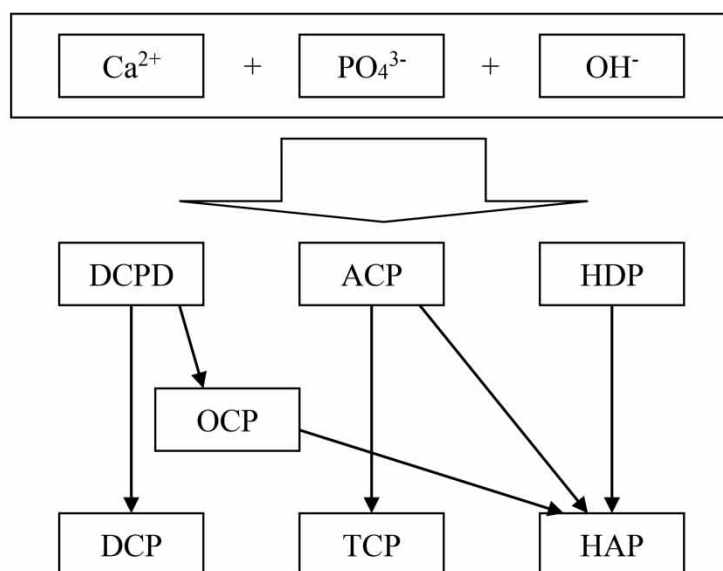 Ca²⁺ + PO₄³⁻ + OH⁻
DCPD ACP HDP
OCP
DCP TCP HAP